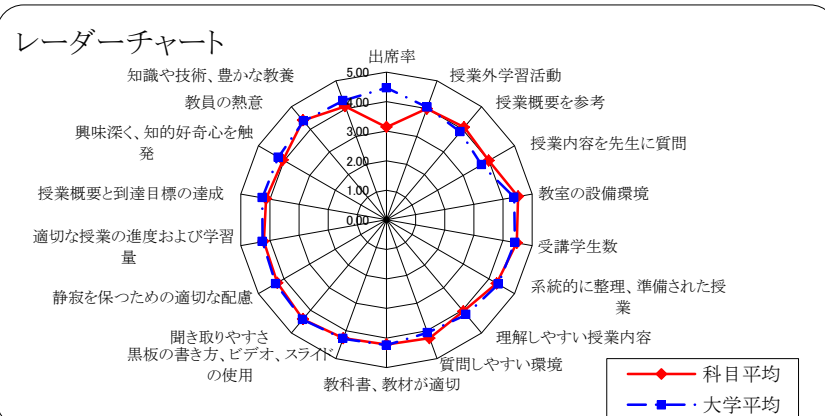 レーダーチャート
出席率
授業外学習活動
授業概要を参考
授業内容を先生に質問
教室の設備環境
受講学生数
系統的に整理、準備された授
業
理解しやすい授業内容
質問しやすい環境
教科書、教材が適切
黒板の書き方、ビデオ、スライド
の使用
聞き取りやすさ
静寂を保つための適切な配慮
適切な授業の進度および学習
量
授業概要と到達目標の達成
興味深く、知的好奇心を触
発
教員の熱意
知識や技術、豊かな教養
5.00
4.00
3.00
2.00
1.00
0.00
科目平均
大学平均